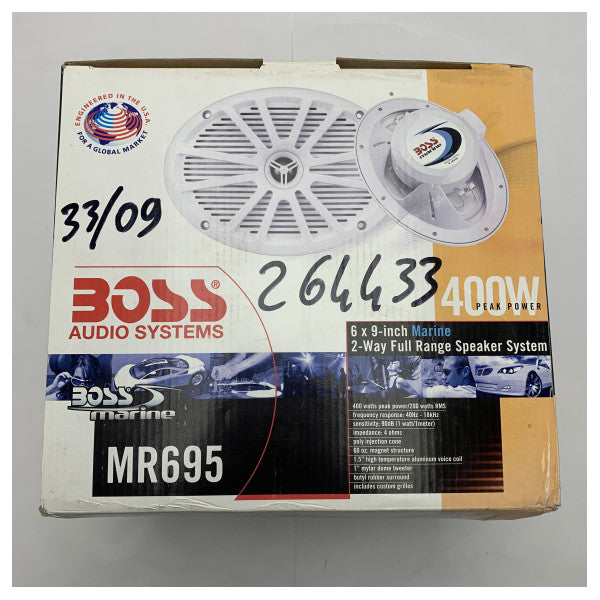 ENGINEERED IN THE U.S.A.
FOR A GLOBAL MARKET
BOSS
MARINE
33/09
264433
BOSS®
AUDIO SYSTEMS
400W
PEAK POWER
6 x 9-inch Marine
2-Way Full Range Speaker System
BOSS
marine
MR695
400 watts peak power/200 watts RMS
frequency response: 40Hz - 18kHz
sensitivity: 90dB (1 watt/1meter)
impedance: 4 ohms
poly injection cone
60 oz. magnet structure
1.5" high temperature aluminum voice coil
1" mylar dome tweeter
butyl rubber surround
includes custom grilles